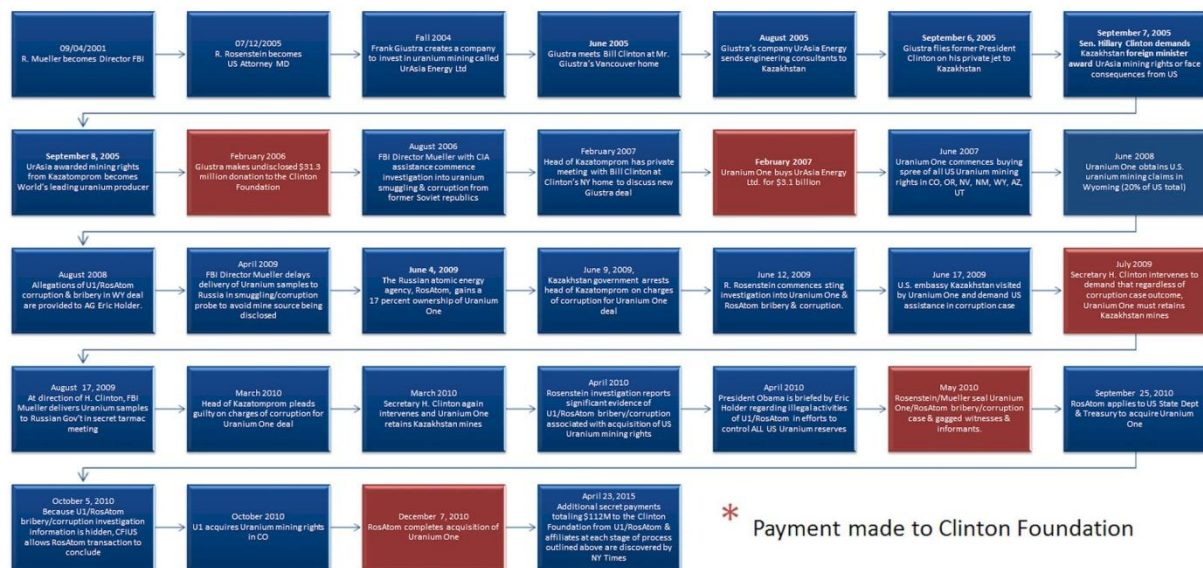 09/04/2001
R. Mueller becomes Director FBI
07/12/2005
R. Rosenstein becomes
US Attorney MD
Fall 2004
Frank Giustra creates a company
to invest in uranium mining called
UrAsia Energy Ltd
June 2005
Giustra meets Bill Clinton at Mr.
Giustra's Vancouver home
August 2005
Giustra's company UrAsia Energy
sends engineering consultants to
Kazakhstan
September 6, 2005
Giustra flies former President
Clinton on his private jet to
Kazakhstan
September 7, 2005
Sen. Hillary Clinton demands
Kazakhstan foreign minister
award UrAsia mining rights or face
consequences from US
September 8, 2005
UrAsia awarded mining rights
from Kazatomprom becomes
World's leading uranium producer
February 2006
Giustra makes undisclosed $31.3
million donation to the Clinton
Foundation
August 2006
FBI Director Mueller with CIA
assistance commence
investigation into uranium
smuggling & corruption from
former Soviet republics
February 2007
Head of Kazatomprom has private
meeting with Bill Clinton at
Clinton's NY home to discuss new
Giustra deal
February 2007
Uranium One buys UrAsia Energy
Ltd. for $3.1 billion
June 2007
Uranium One commences buying
spree of all US Uranium mining
rights in CO, OR, NV, NM, WY, AZ,
UT
June 2008
Uranium One obtains U.S.
uranium mining claims in
Wyoming (20% of US total)
August 2008
Allegations of U1/RosAtom
corruption & bribery in WY deal
are provided to AG Eric Holder.
April 2009
FBI Director Mueller delays
delivery of Uranium samples to
Russia in smuggling/corruption
probe to avoid mine source being
disclosed
June 4, 2009
The Russian atomic energy
agency, RosAtom, gains a
17 percent ownership of Uranium
One
June 9, 2009,
Kazakhstan government arrests
head of Kazatomprom on charges
of corruption for Uranium One
deal
June 12, 2009
R. Rosenstein commences sting
investigation into Uranium One &
RosAtom bribery & corruption.
June 17, 2009
U.S. embassy Kazakhstan visited
by Uranium One and demand US
assistance in corruption case
July 2009
Secretary H. Clinton intervenes to
demand that regardless of
corruption case outcome,
Uranium One must retains
Kazakhstan mines
August 17, 2009
At direction of H. Clinton, FBI
Mueller delivers Uranium samples
to Russian Gov't in secret tarmac
meeting
March 2010
Head of Kazatomprom pleads
guilty on charges of corruption for
Uranium One deal
March 2010
Secretary H. Clinton again
intervenes and Uranium One
retains Kazakhstan mines
April 2010
Rosenstein investigation reports
significant evidence of
U1/RosAtom bribery/corruption
associated with acquisition of US
Uranium mining rights
April 2010
President Obama is briefed by Eric
Holder regarding illegal activities
of U1/RosAtom in efforts to
control ALL US Uranium reserves
May 2010
Rosenstein/Mueller seal Uranium
One/RosAtom bribery/corruption
case & gagged witnesses &
informants.
September 25, 2010
RosAtom applies to US State Dept
& Treasury to acquire Uranium
One
October 5, 2010
Because U1/RosAtom
bribery/corruption investigation
information is hidden, CFIUS
allows RosAtom transaction to
conclude
October 2010
U1 acquires Uranium mining rights
in CO
December 7, 2010
RosAtom completes acquisition of
Uranium One
April 23, 2015
Additional secret payments
totaling $112M to the Clinton
Foundation from U1/RosAtom &
affiliates at each stage of process
outlined above are discovered by
NY Times
* Payment made to Clinton Foundation